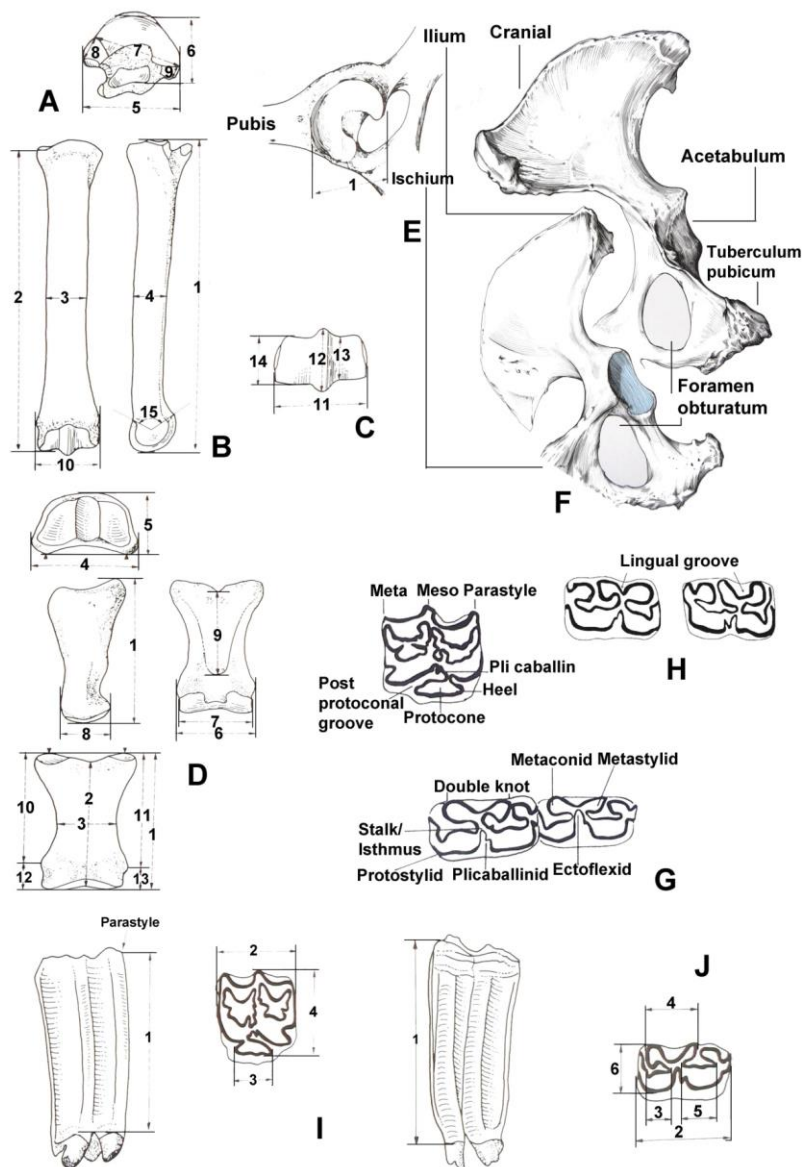 8 7 9 6
5
A
2 3 4 1
15
10
B
14 12 13
11
C
Pubis
Ischium
1
E
Ilium
Cranial
Acetabulum
Tuberculum
pubicum
Foramen
obturatum
F
5
4
1
8
9
7
6
D
10 2 3 11 1
12 13
Meta Meso Parastyle
Pli caballin
Heel
Post
protoconal
groove
Protocone
Lingual groove
H
Metaconid Metastylid
Double knot
Stalk/
Isthmus
Protostylid Plicaballinid Ectoflexid
G
Parastyle
1
2
4
3
I
1
J
4
6
3 5
2